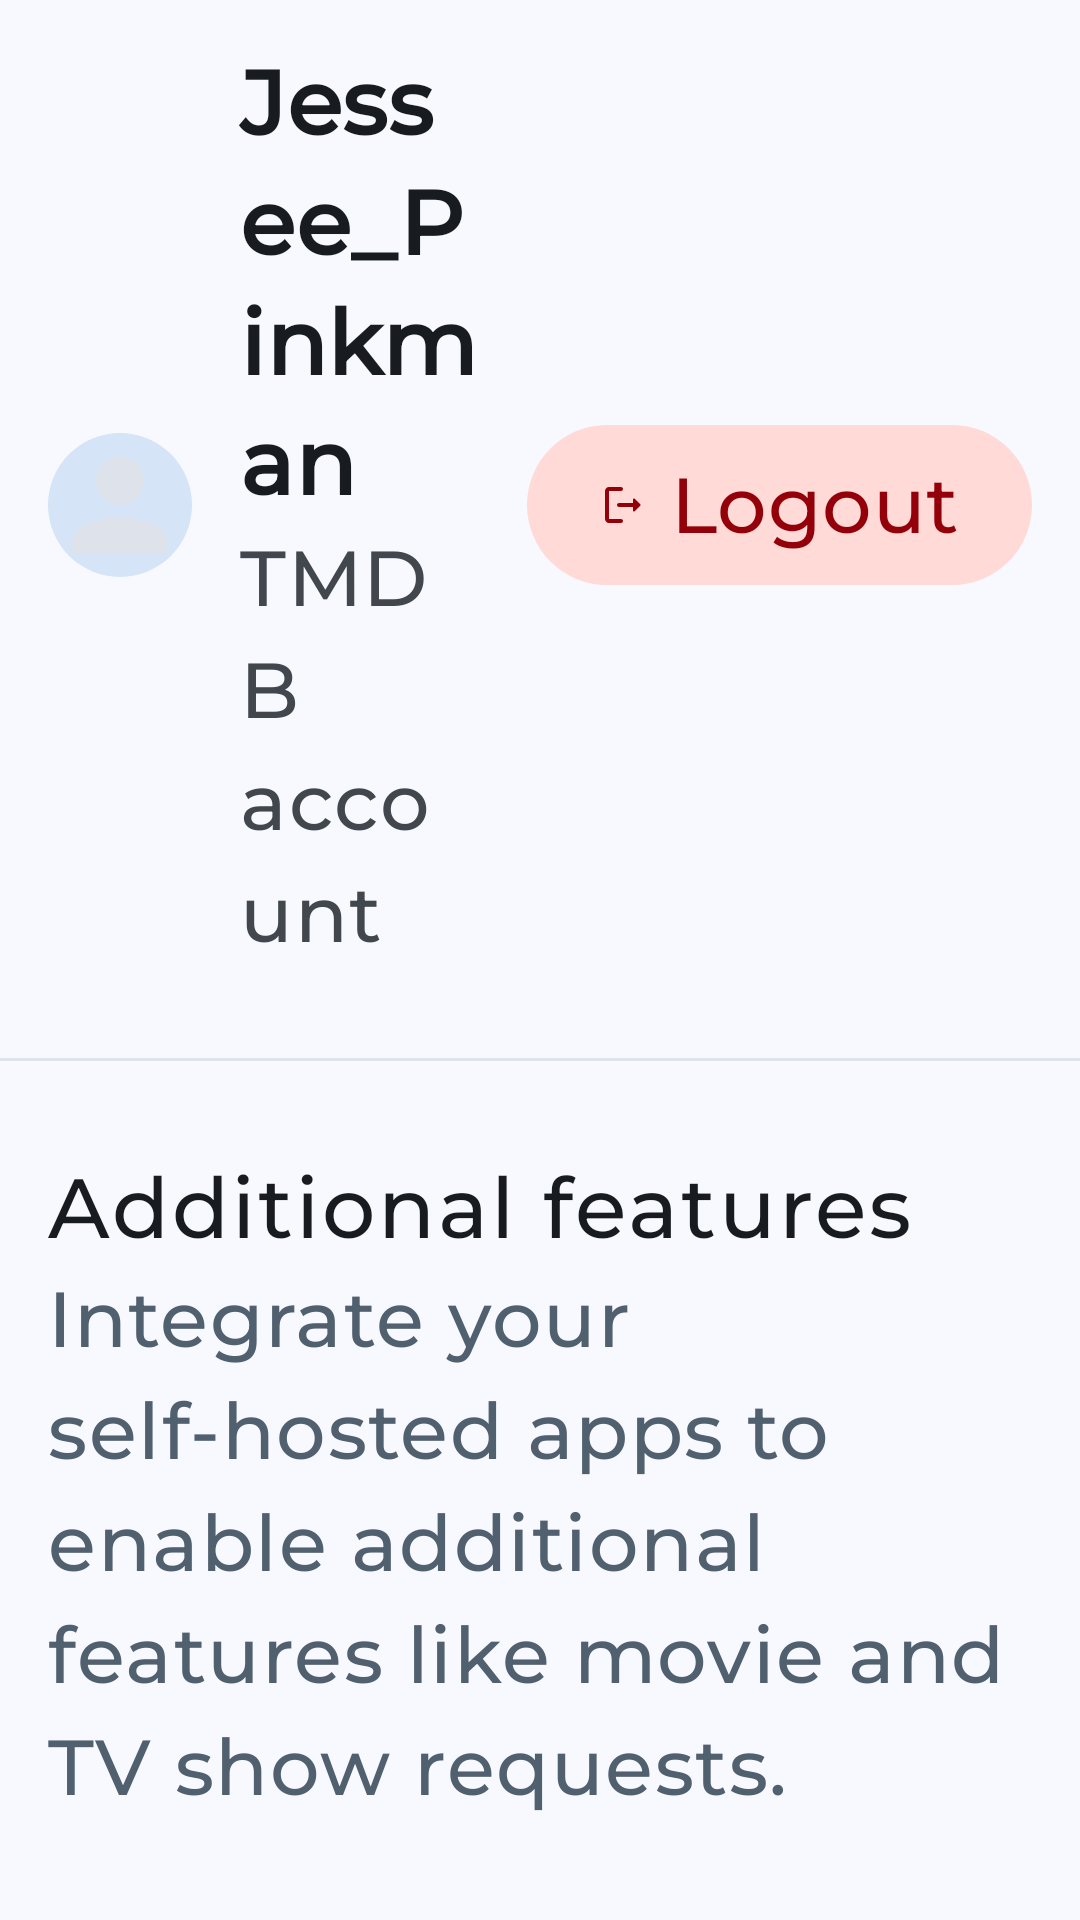 Jess
ee_P
inkm
an
TMD
B
acco
unt
Logout
Additional features
Integrate your
self-hosted apps to
enable additional
features like movie and
TV show requests.